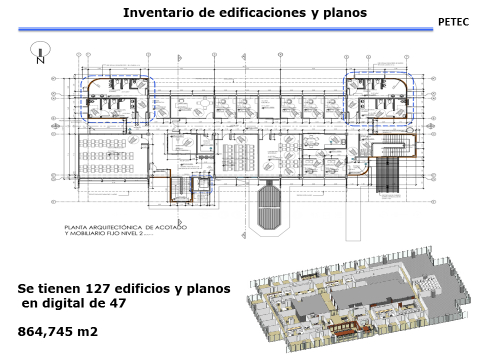 Inventario de edificaciones y planos
PETEC
N
PLANTA ARQUITECTÓNICA DE ACOTADO
Y MOBILIARIO FIJO NIVEL 2
Se tienen 127 edificios y planos
en digital de 47
864,745 m2